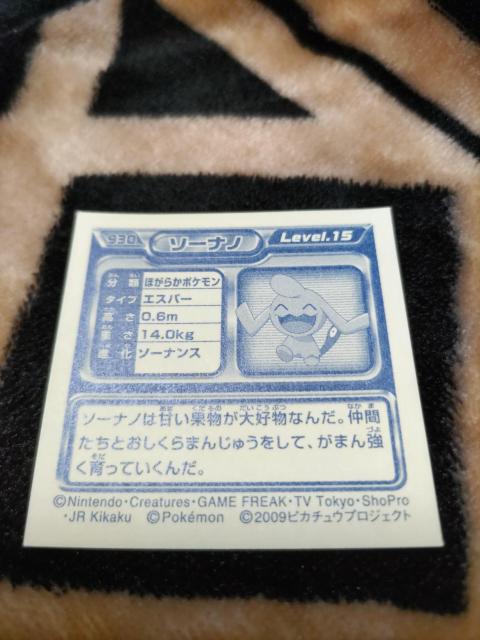 930 ソーナノ Level.15
分類 ほがらかポケモン
タイプ エスパー
高さ 0.6m
重さ 14.0kg
進化 ソーナンス
ソーナノは甘い果物が大好物なんだ。仲間
たちとおしくらまんじゅうをして、がまん強
く育っていくんだ。
©Nintendo・Creatures・GAME FREAK・TV Tokyo・ShoPro
・JR Kikaku ©Pokémon ©2009ピカチュウプロジェクト